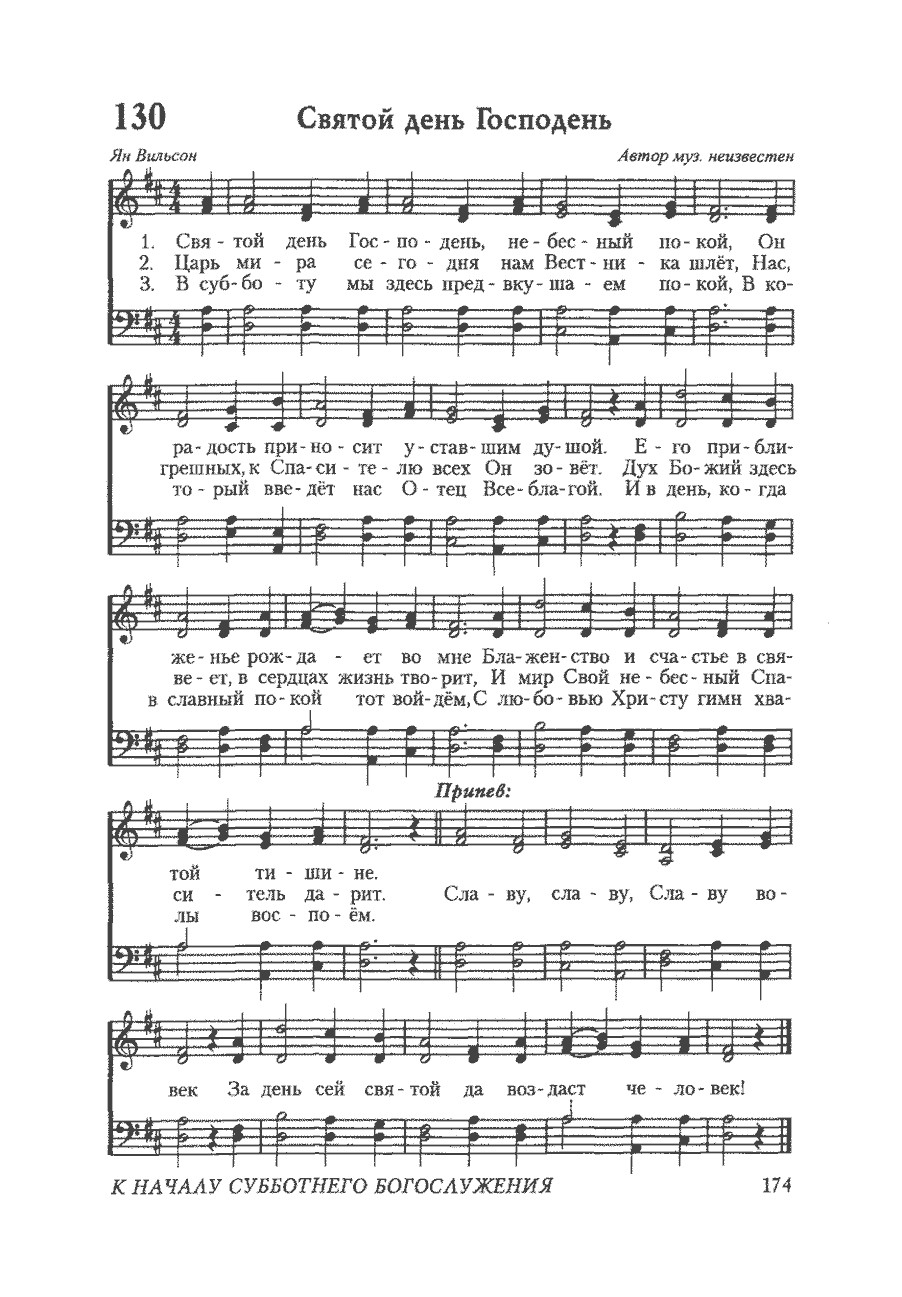 130 Святой день Господень
Ян Вильсон Автор муз. неизвестен
1. Свя - той день Гос - по - день, не - бес - ный по - кой, Он
2. Царь ми - ра се - го - дня нам Вест - ни - ка шлёт, Нас,
3. В суб - бо - ту мы здесь пред - вку - ша - ем по - кой, В ко-
ра - дость при - но - сит у - став - шим ду - шой. Е - го при - бли-
грешных, к Спа - си - те - лю всех Он зо - вёт. Дух Бо - жий здесь
то - рый вве - дёт нас О - тец Все - бла - гой. И в день, ко - гда
же - нье рож - да - ет во мне Бла - жен - ство и сча - стье в свя-
ве - ет, в сердцах жизнь тво - рит, И мир Свой не - бес - ный Спа-
в славный по - кой тот вой - дём, С лю - бо - вью Хри - сту гимн хва-
Припев:
той ти - ши - не.
си - тель да - рит. Сла - ву, сла - ву, Сла - ву во -
лы вос - по - ём.
век За день сей свя - той да воз - даст че - ло - век!
К НАЧАЛУ СУББОТНЕГО БОГОСЛУЖЕНИЯ 174